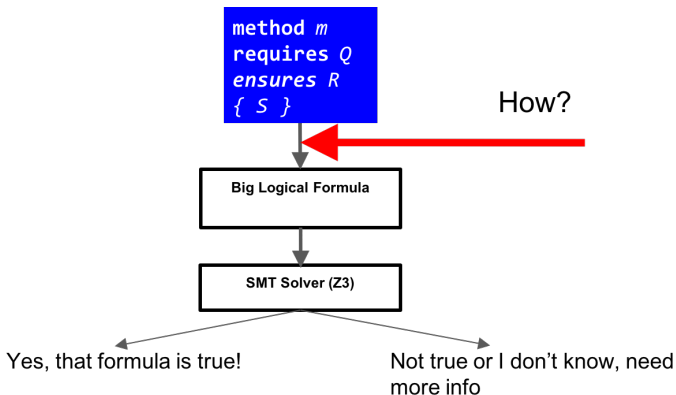 method m
requires Q
ensures R
{ S }
How?
Big Logical Formula
SMT Solver (Z3)
Yes, that formula is true!
Not true or I don’t know, need
more info